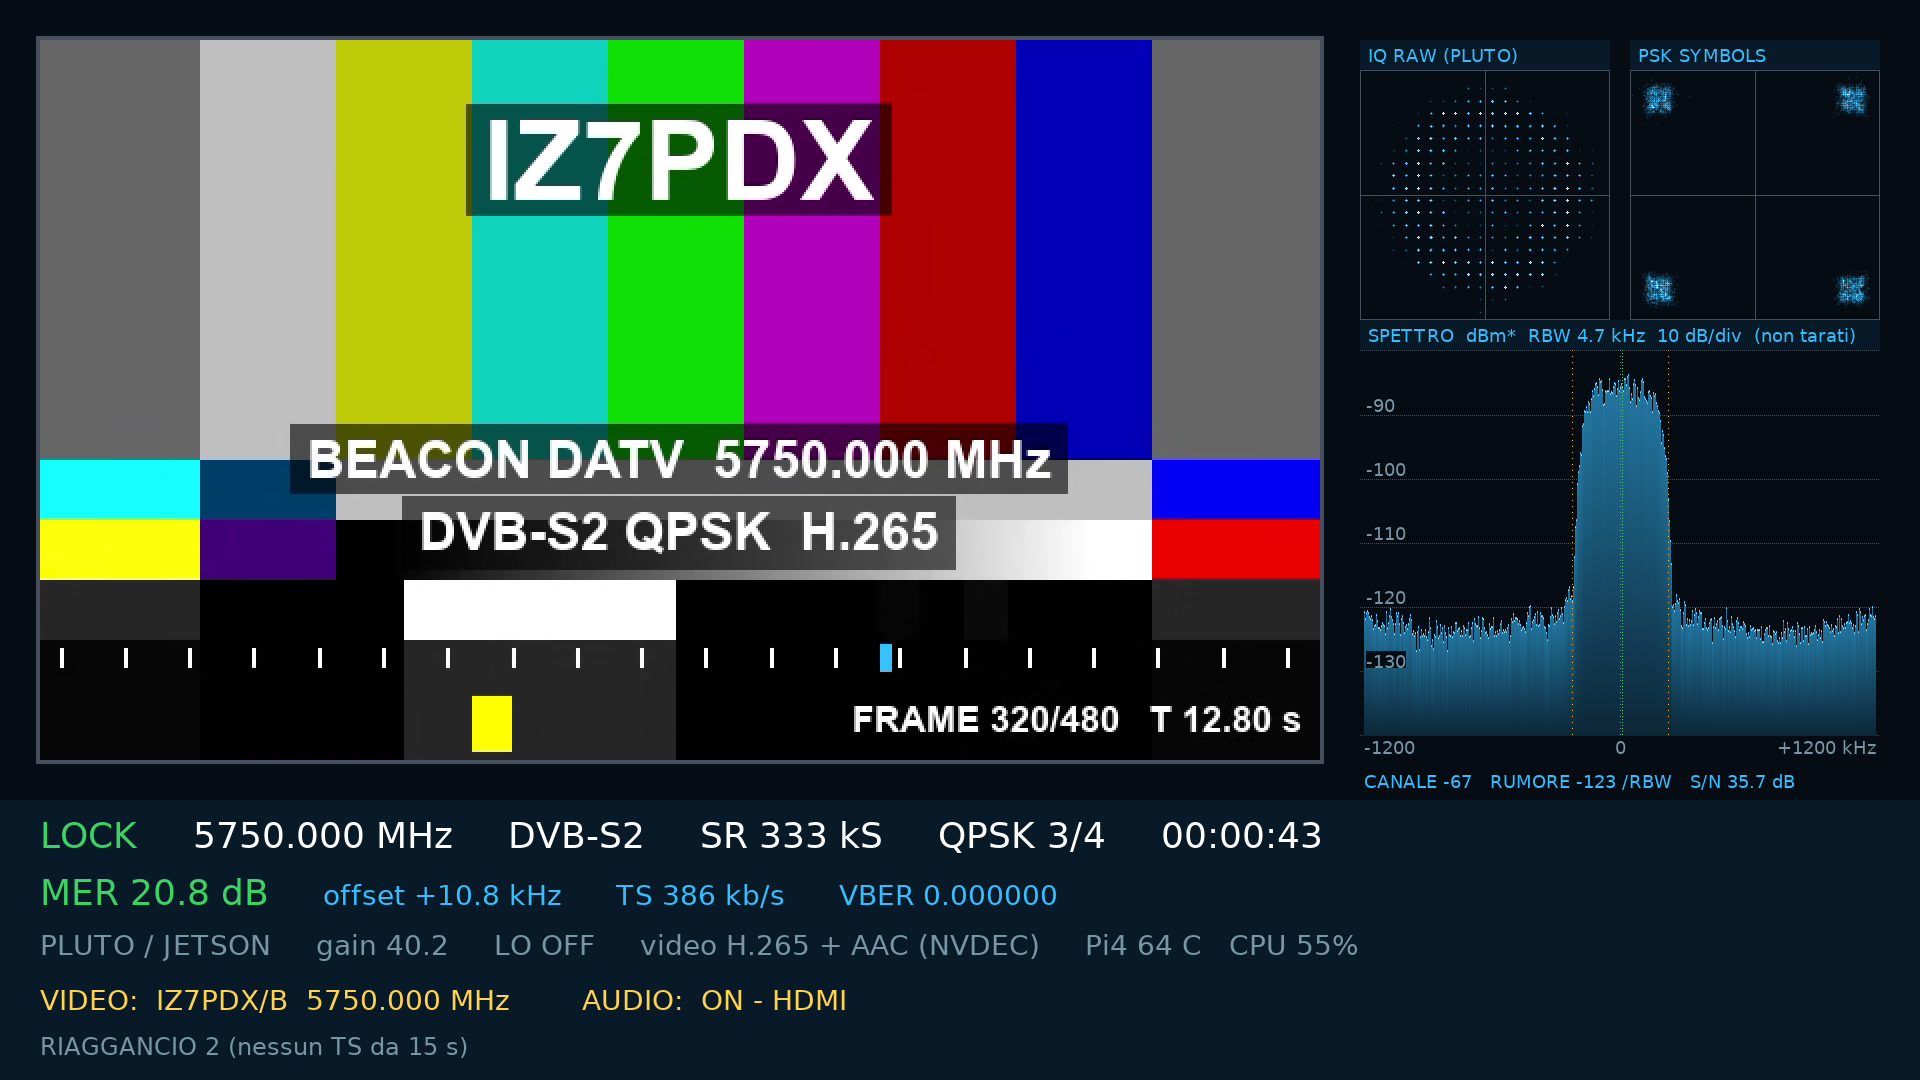 IZ7PDX
BEACON DATV 5750.000 MHz
DVB-S2 QPSK H.265
FRAME 320/480 T 12.80 s
IQ RAW (PLUTO)
PSK SYMBOLS
SPETTRO dBm* RBW 4.7 kHz 10 dB/div (non tarati)
-90
-100
-110
-120
-130
-1200 0 +1200 kHz
CANALE -67 RUMORE -123 /RBW S/N 35.7 dB
LOCK 5750.000 MHz DVB-S2 SR 333 kS QPSK 3/4 00:00:43
MER 20.8 dB offset +10.8 kHz TS 386 kb/s VBER 0.000000
PLUTO / JETSON gain 40.2 LO OFF video H.265 + AAC (NVDEC) Pi4 64 C CPU 55%
VIDEO: IZ7PDX/B 5750.000 MHz AUDIO: ON - HDMI
RIAGGANCIO 2 (nessun TS da 15 s)